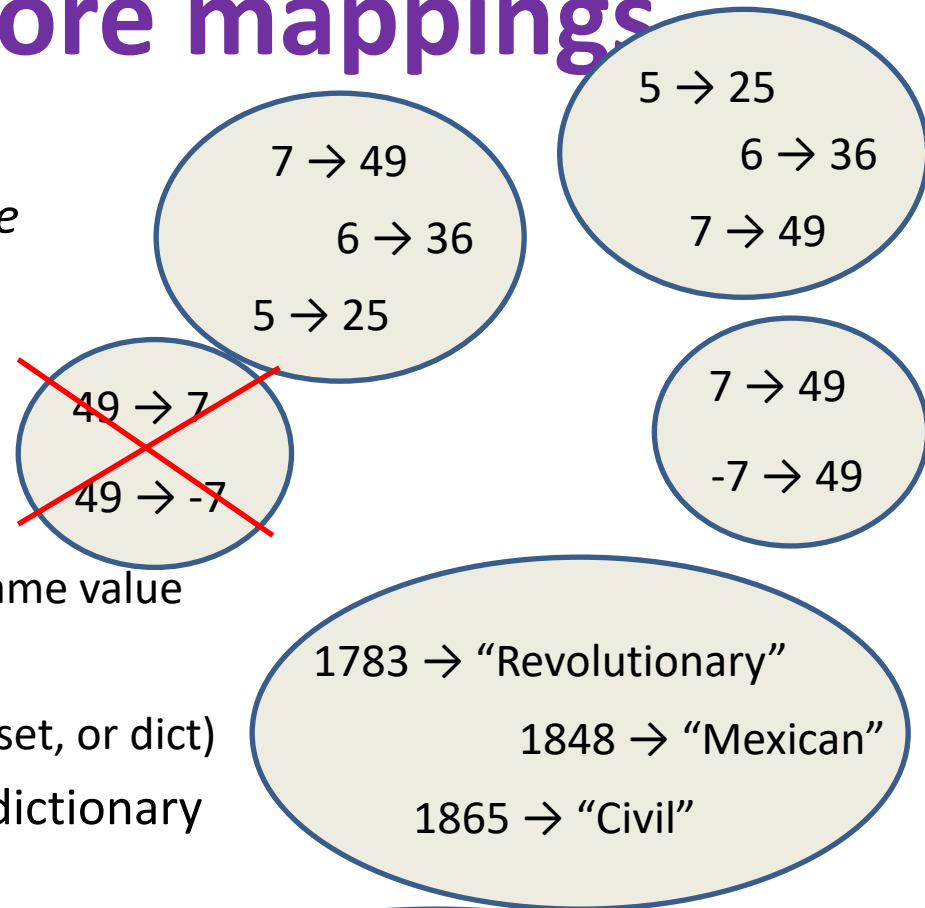 ore mappings
5 → 25
6 → 36
7 → 49
7 → 49
6 → 36
5 → 25
e
49 → 7
49 → -7
7 → 49
-7 → 49
ame value
1783 → “Revolutionary”
1848 → “Mexican”
set, or dict)
1865 → “Civil”
dictionary